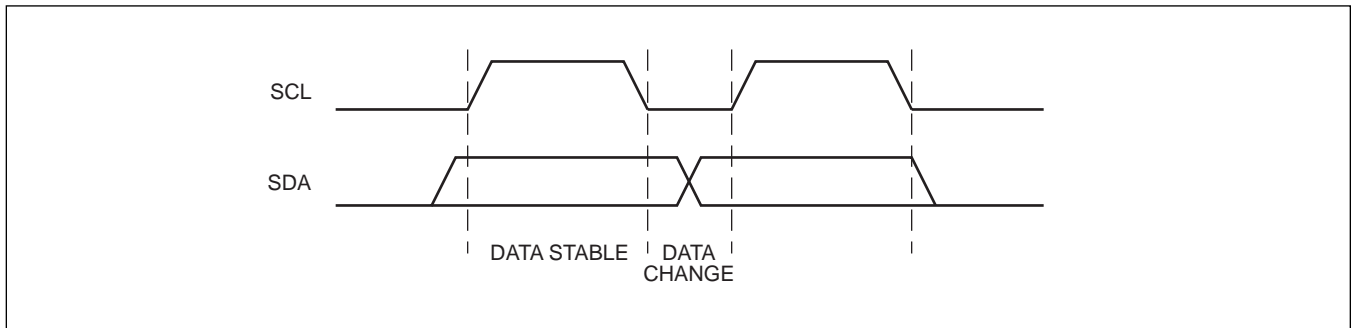 SCL
SDA
DATA STABLE
DATA
CHANGE